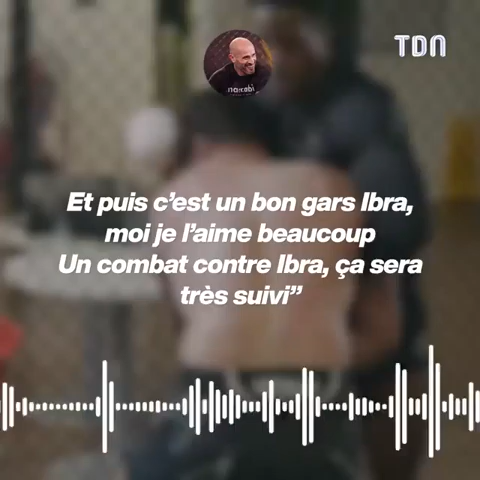 TDN
nassobi
Et puis c’est un bon gars Ibra,
moi je l’aime beaucoup
Un combat contre Ibra, ça sera
très suivi”